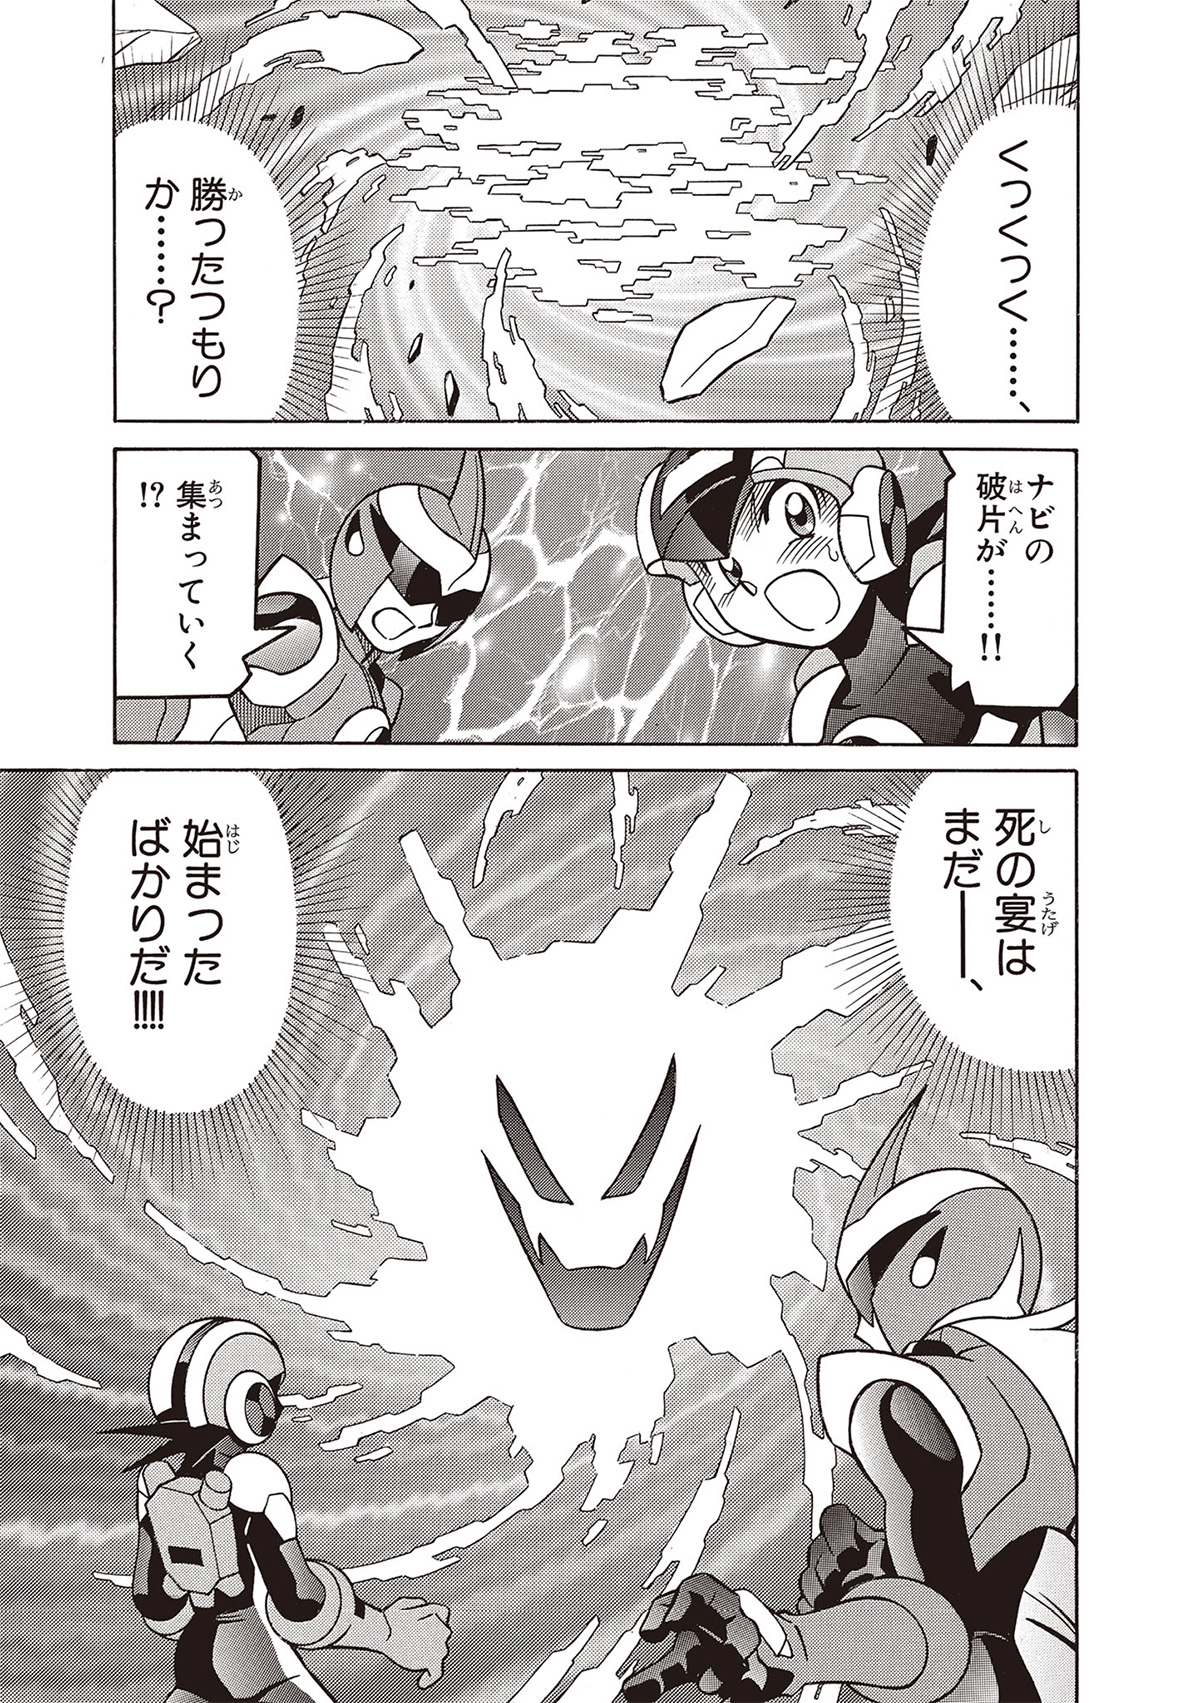 くっくっくっく……、
勝ったつもり
か……？
ナビの
破片が……!!
集まっていく
!?
死の宴は
まだ──、
始まった
ばかりだ!!!!